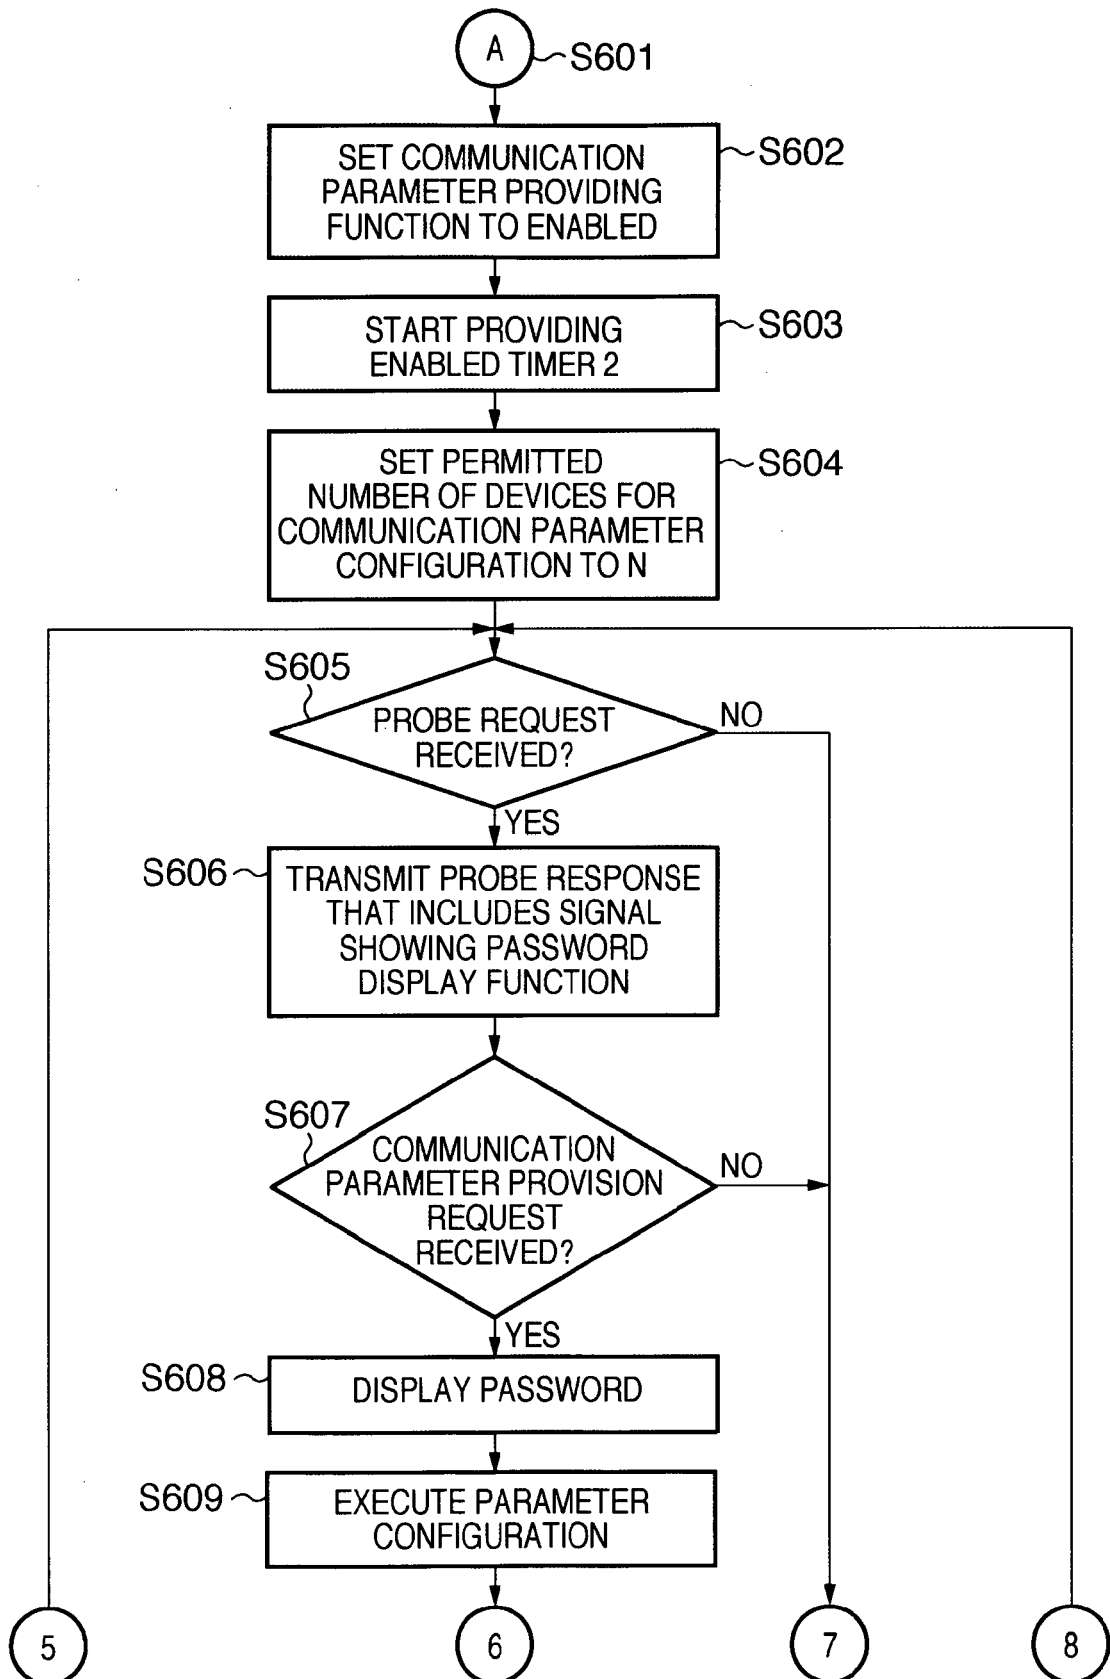 A
S601
SET COMMUNICATION
PARAMETER PROVIDING
FUNCTION TO ENABLED
S602
START PROVIDING
ENABLED TIMER 2
S603
SET PERMITTED
NUMBER OF DEVICES FOR
COMMUNICATION PARAMETER
CONFIGURATION TO N
S604
S605
PROBE REQUEST
RECEIVED?
NO
YES
S606
TRANSMIT PROBE RESPONSE
THAT INCLUDES SIGNAL
SHOWING PASSWORD
DISPLAY FUNCTION
S607
COMMUNICATION
PARAMETER PROVISION
REQUEST
RECEIVED?
NO
YES
S608
DISPLAY PASSWORD
S609
EXECUTE PARAMETER
CONFIGURATION
5
6
7
8